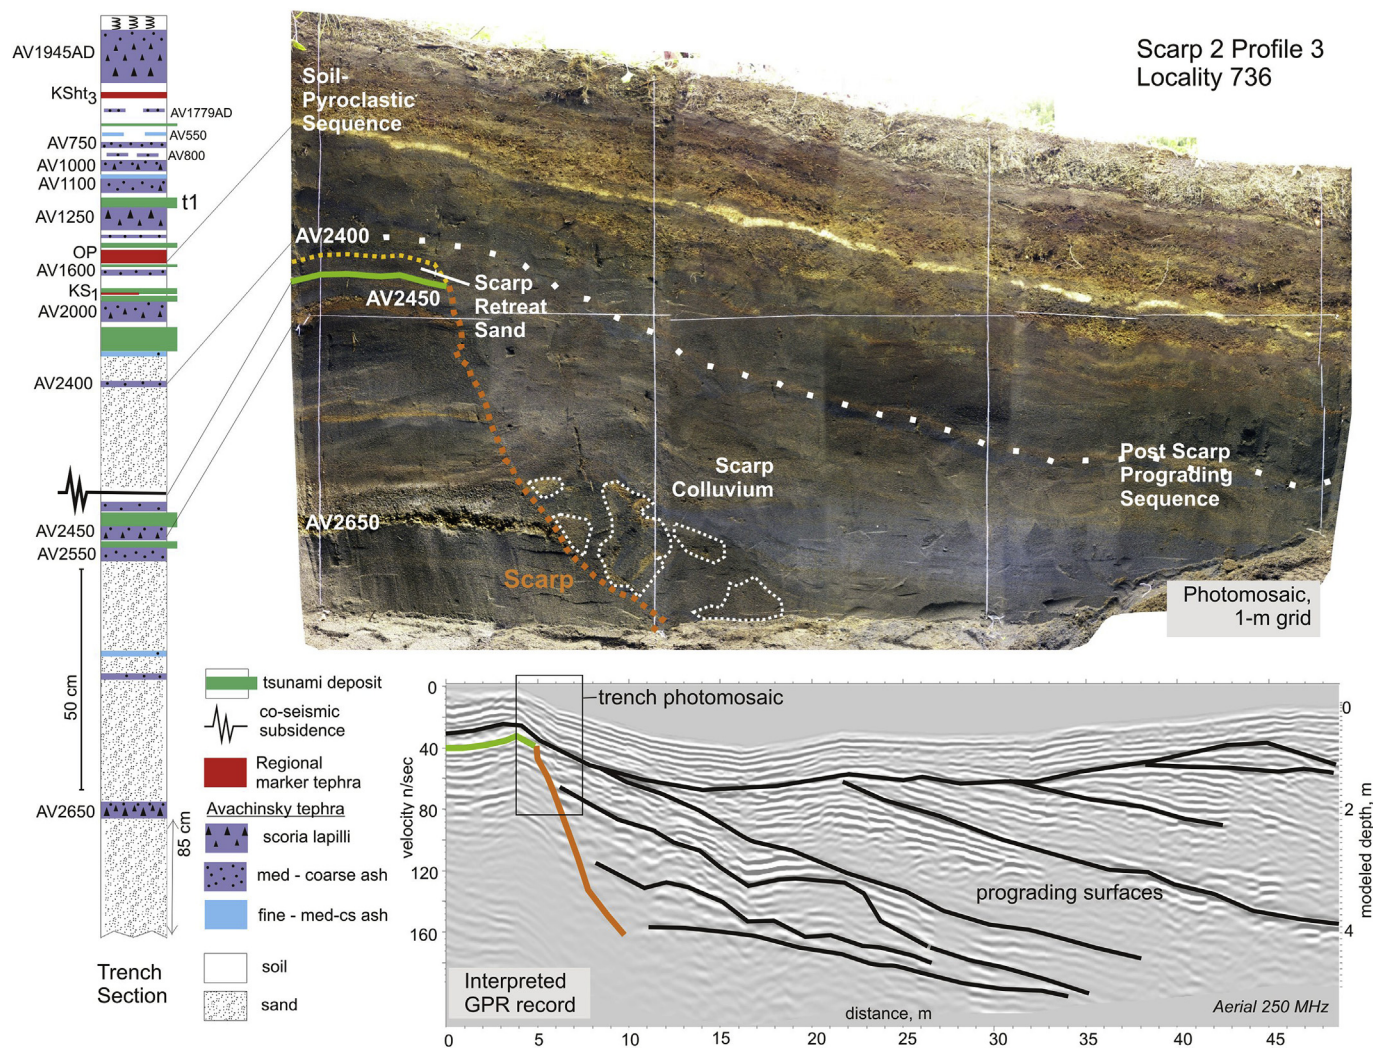 Scarp 2 Profile 3
Locality 736
AV1945AD
KSht3
AV1779AD
AV550
AV750
AV800
AV1000
AV1100
t1
AV1250
OP
AV1600
KS1
AV2000
AV2400
AV2450
AV2550
50 cm
AV2650
85 cm
Trench
Section
Soil-
Pyroclastic
Sequence
AV2400
Scarp
Retreat
Sand
AV2450
AV2650
Scarp
Scarp
Colluvium
Post Scarp
Prograding
Sequence
Photomosaic,
1-m grid
tsunami deposit
co-seismic
subsidence
Regional
marker tephra
Avachinsky tephra
scoria lapilli
med - coarse ash
fine - med-cs ash
soil
sand
trench photomosaic
prograding surfaces
Interpreted
GPR record
Aerial 250 MHz
velocity n/sec
0
40
80
120
160
modeled depth, m
0
2
4
distance, m
0
5
10
15
20
25
30
35
40
45